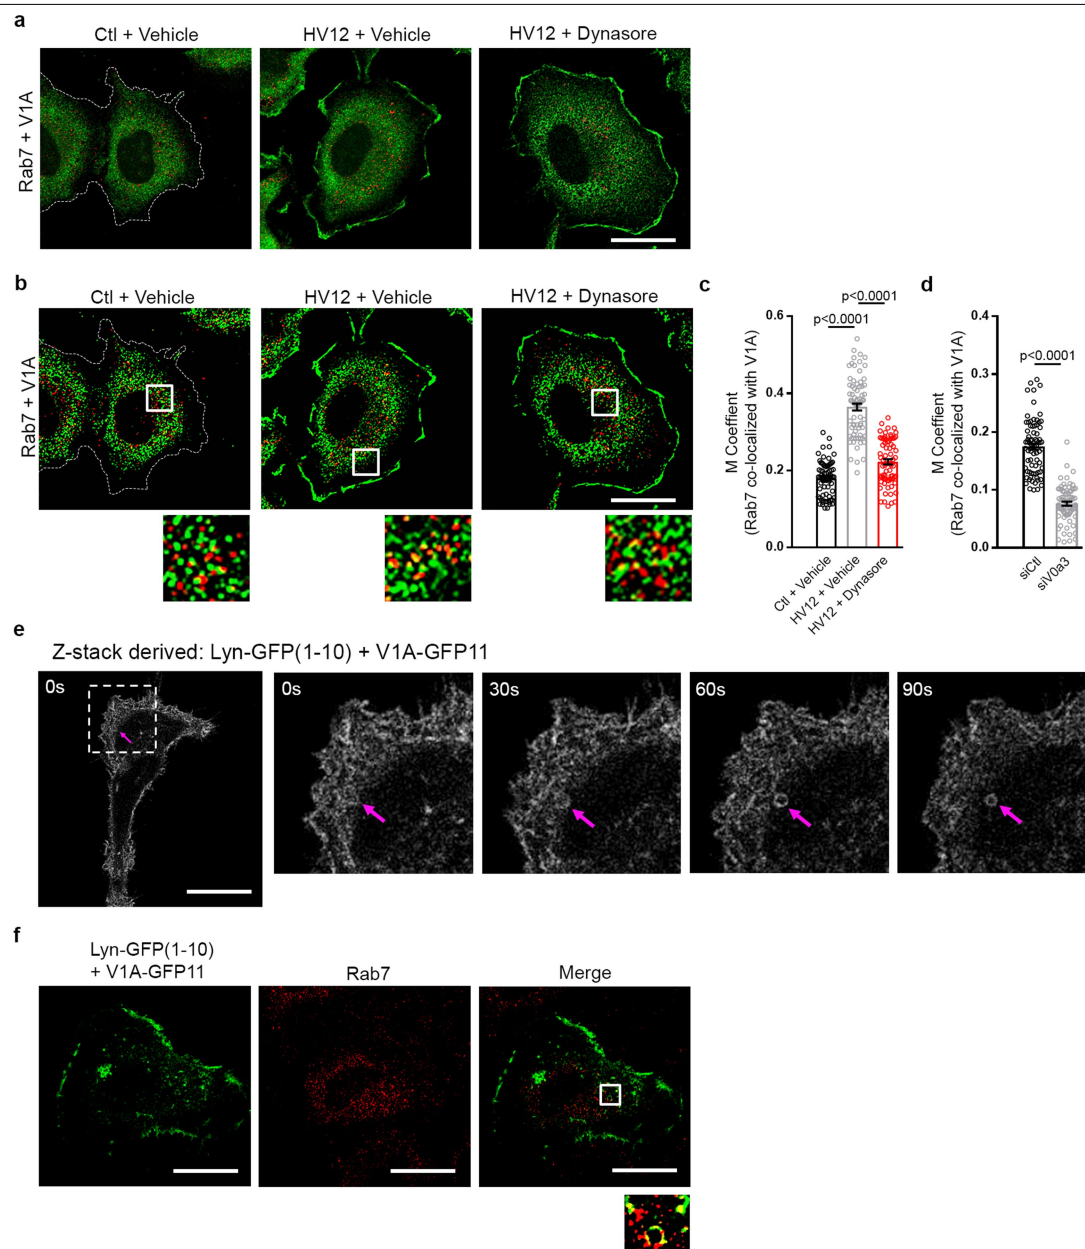 a
Ctl + Vehicle
HV12 + Vehicle
HV12 + Dynasore
Rab7 + V1A
b
Ctl + Vehicle
HV12 + Vehicle
HV12 + Dynasore
Rab7 + V1A
c
p<0.0001
p<0.0001
M Coeffient
(Rab7 co-localized with V1A)
0.6
0.4
0.2
0.0
Ctl + Vehicle
HV12 + Vehicle
HV12 + Dynasore
d
p<0.0001
M Coeffient
(Rab7 co-localized with V1A)
0.4
0.3
0.2
0.1
0.0
siCtl
siV0a3
e
Z-stack derived: Lyn-GFP(1-10) + V1A-GFP11
0s
0s
30s
60s
90s
f
Lyn-GFP(1-10)
+ V1A-GFP11
Rab7
Merge